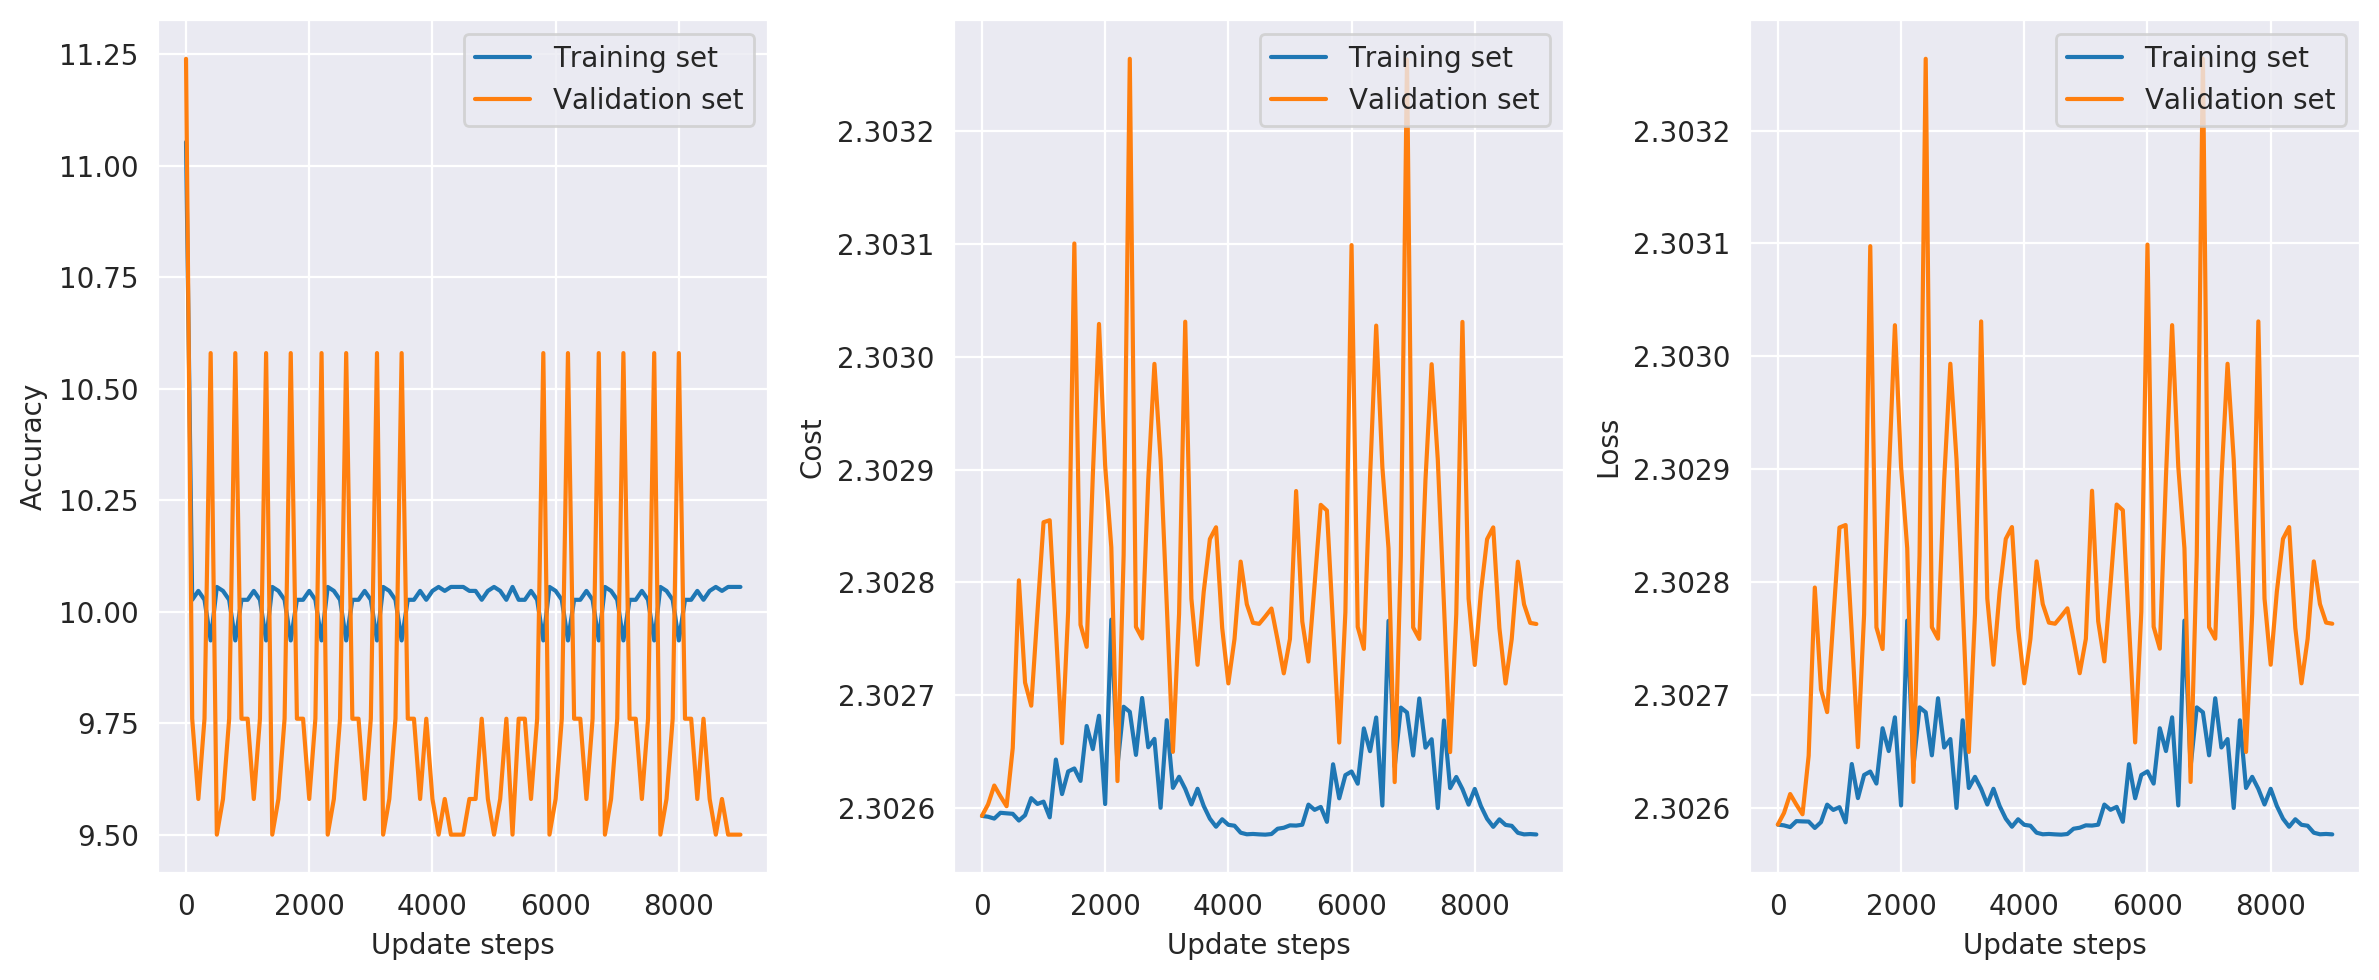 Accuracy
11.25
11.00
10.75
10.50
10.25
10.00
9.75
9.50
0 2000 4000 6000 8000
Update steps
Training set
Validation set
Cost
2.3032
2.3031
2.3030
2.3029
2.3028
2.3027
2.3026
0 2000 4000 6000 8000
Update steps
Training set
Validation set
Loss
2.3032
2.3031
2.3030
2.3029
2.3028
2.3027
2.3026
0 2000 4000 6000 8000
Update steps
Training set
Validation set